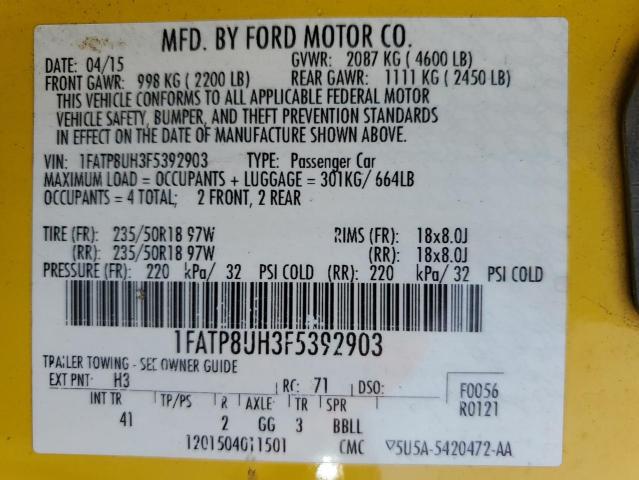 MFD. BY FORD MOTOR CO.
DATE: 04/15 GVWR: 2087 KG ( 4600 LB)
FRONT GAWR: 998 KG ( 2200 LB) REAR GAWR: 1111 KG ( 2450 LB)
THIS VEHICLE CONFORMS TO ALL APPLICABLE FEDERAL MOTOR
VEHICLE SAFETY, BUMPER, AND THEFT PREVENTION STANDARDS
IN EFFECT ON THE DATE OF MANUFACTURE SHOWN ABOVE.
VIN: 1FATP8UH3F5392903 TYPE: Passenger Car
MAXIMUM LOAD = OCCUPANTS + LUGGAGE = 301KG/ 664LB
OCCUPANTS = 4 TOTAL; 2 FRONT, 2 REAR
TIRE (FR): 235/50R18 97W RIMS (FR): 18x8.0J
(RR): 235/50R18 97W (RR): 18x8.0J
PRESSURE (FR): 220 kPa/ 32 PSI COLD (RR): 220 kPa/ 32 PSI COLD
1FATP8UH3F5392903
TRAILER TOWING - SEE OWNER GUIDE
EXT PNT: H3 RC: 71 DSO:
INT TR TP/PS R AXLE TR SPR
41 2 GG 3 BBLL
F0056
R0121
1201504011501 CMC ▽5U5A-5420472-AA